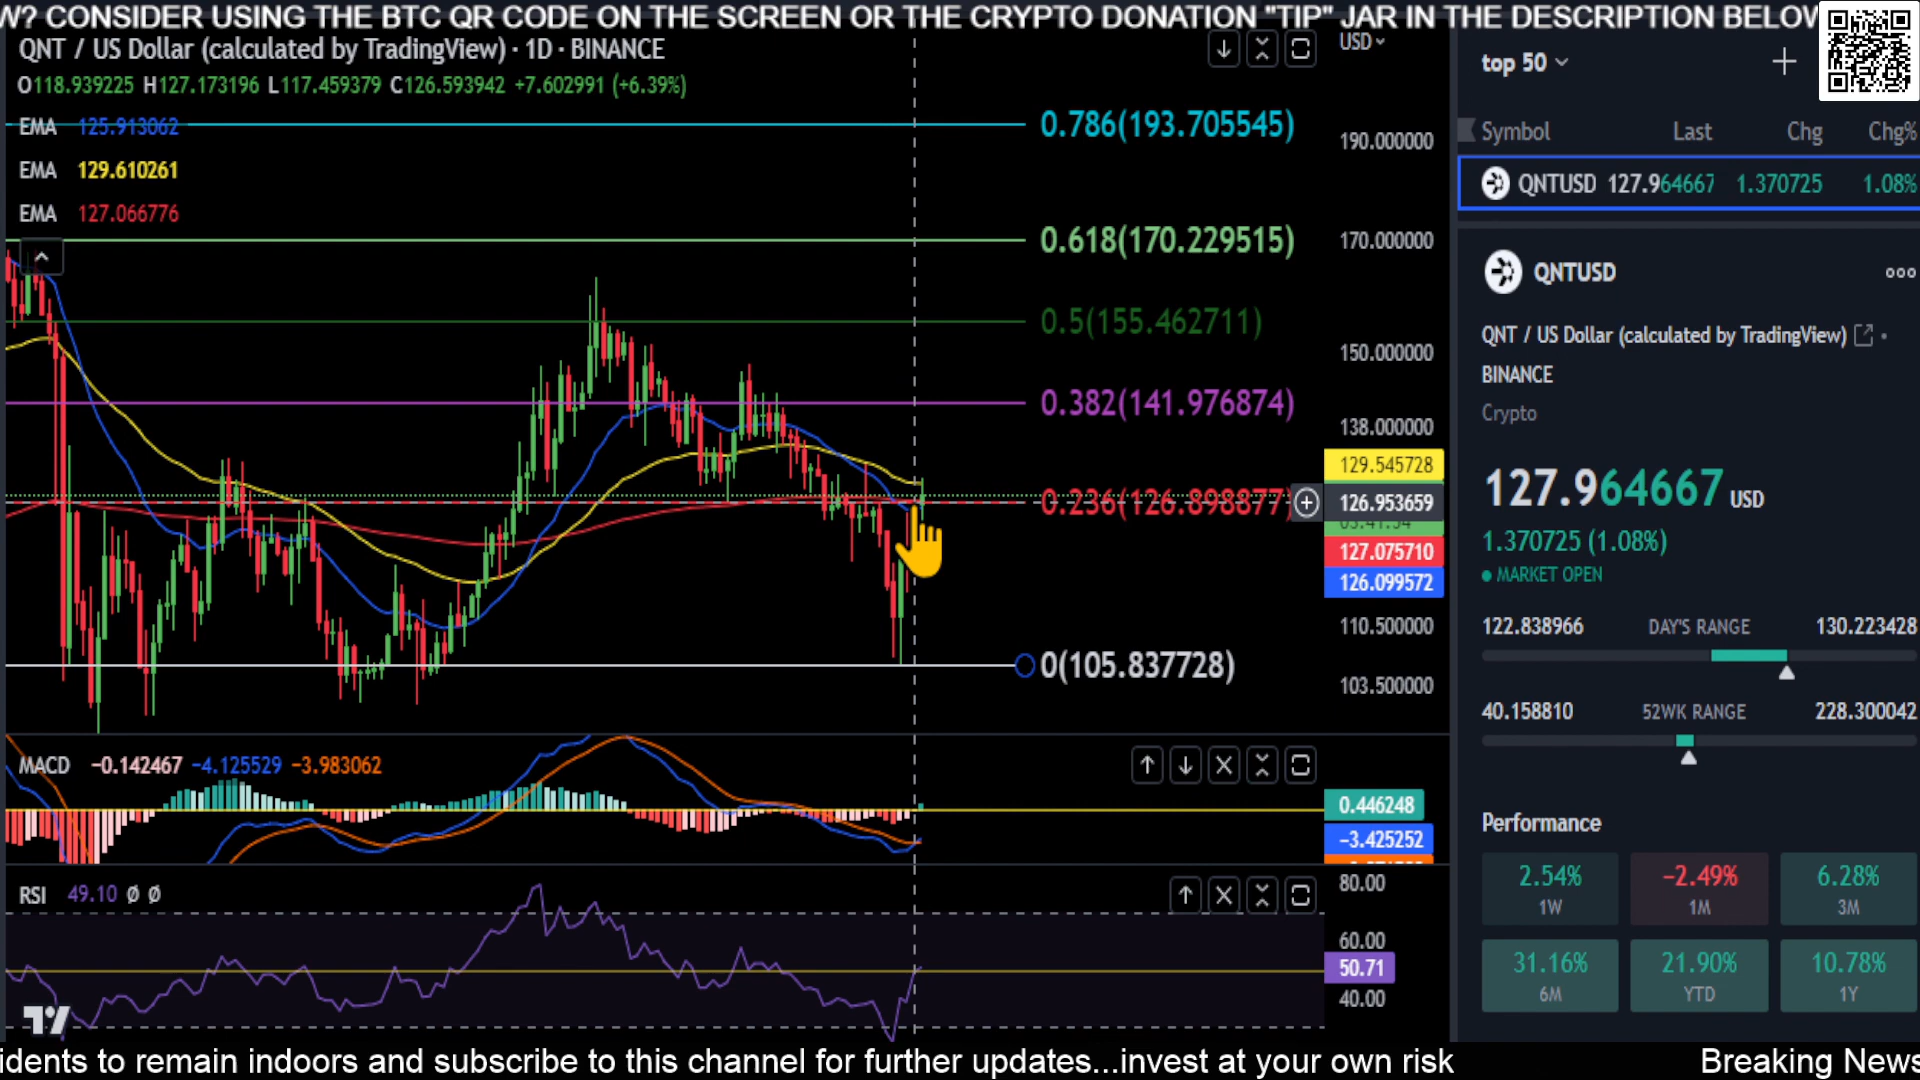 W? CONSIDER USING THE BTC QR CODE ON THE SCREEN OR THE CRYPTO DONATION "TIP" JAR IN THE DESCRIPTION BELOW
QNT / US Dollar (calculated by TradingView) · 1D · BINANCE
USD
O118.939225 H127.173196 L117.459379 C126.593942 +7.602991 (+6.39%)
EMA 125.913062
EMA 129.610261
EMA 127.066776
0.786(193.705545)
0.618(170.229515)
0.5(155.462711)
0.382(141.976874)
0.236(126.898877)
0(105.837728)
190.000000
170.000000
150.000000
138.000000
129.545728
126.953659
03:41:54
127.075710
126.099572
110.500000
103.500000
MACD −0.142467 −4.125529 −3.983062
0.446248
−3.425252
RSI 49.10 Ø Ø
80.00
60.00
50.71
40.00
top 50
Symbol Last Chg Chg%
QNTUSD 127.964667 1.370725 1.08%
QNTUSD
QNT / US Dollar (calculated by TradingView) •
BINANCE
Crypto
127.964667 USD
1.370725 (1.08%)
MARKET OPEN
122.838966 DAY'S RANGE 130.223428
40.158810 52WK RANGE 228.300042
Performance
2.54% −2.49% 6.28%
1W 1M 3M
31.16% 21.90% 10.78%
6M YTD 1Y
idents to remain indoors and subscribe to this channel for further updates...invest at your own risk Breaking News